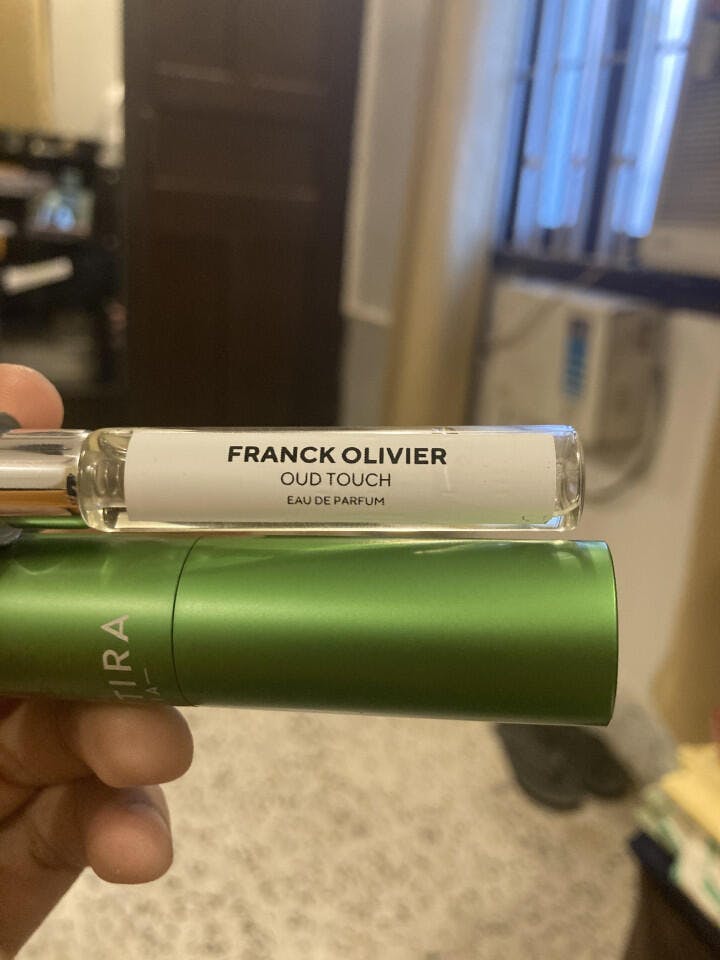 FRANCK OLIVIER
OUD TOUCH
EAU DE PARFUM
TIRA